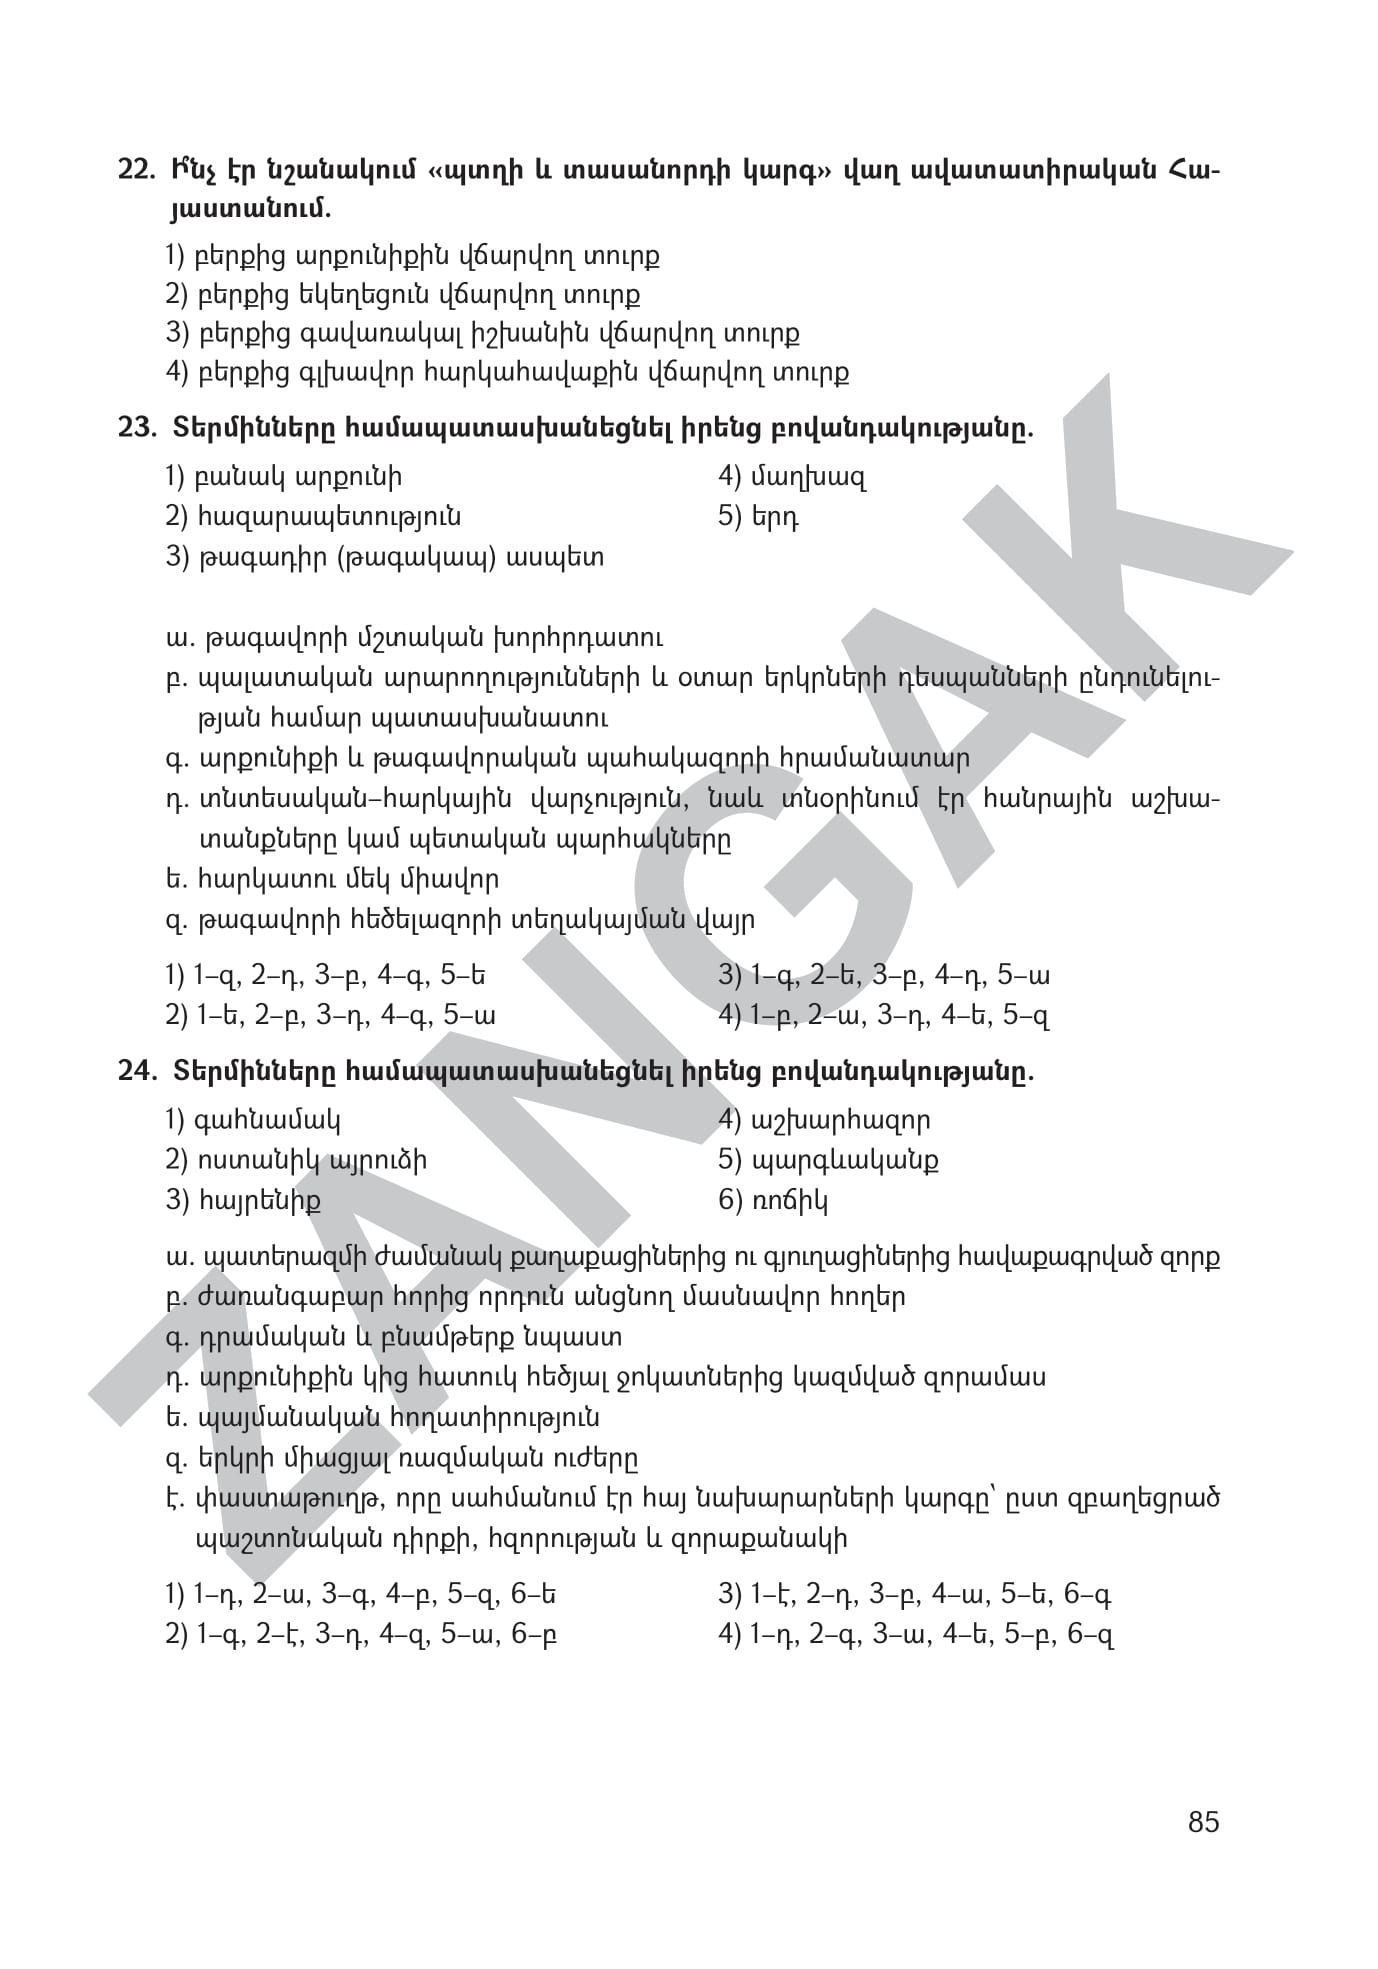 22. Ի՞նչ էր նշանակում «պտղի և տասանորդի կարգ» վաղ ավատատիրական Հա-
յաստանում.
1) բերքից արքունիքին վճարվող տուրք
2) բերքից եկեղեցուն վճարվող տուրք
3) բերքից գավառակալ իշխանին վճարվող տուրք
4) բերքից գլխավոր հարկահավաքին վճարվող տուրք
23. Տերմինները համապատասխանեցնել իրենց բովանդակությանը.
1) բանակ արքունի
2) հազարապետություն
3) թագադիր (թագակապ) ասպետ
4) մաղխազ
5) երդ
ա. թագավորի մշտական խորհրդատու
բ. պալատական արարողությունների և օտար երկրների դեսպանների ընդունելու-
թյան համար պատասխանատու
գ. արքունիքի և թագավորական պահակազորի հրամանատար
դ. տնտեսական–հարկային վարչություն, նաև տնօրինում էր հանրային աշխա-
տանքները կամ պետական պարհակները
ե. հարկատու մեկ միավոր
զ. թագավորի հեծելազորի տեղակայման վայր
1) 1–զ, 2–դ, 3–բ, 4–գ, 5–ե
2) 1–ե, 2–բ, 3–դ, 4–գ, 5–ա
3) 1–գ, 2–ե, 3–բ, 4–դ, 5–ա
4) 1–բ, 2–ա, 3–դ, 4–ե, 5–զ
24. Տերմինները համապատասխանեցնել իրենց բովանդակությանը.
1) գահնամակ
2) ոստանիկ այրուձի
3) հայրենիք
4) աշխարհազոր
5) պարգևականք
6) ռոճիկ
ա. պատերազմի ժամանակ քաղաքացիներից ու գյուղացիներից հավաքագրված զորք
բ. ժառանգաբար հորից որդուն անցնող մասնավոր հողեր
գ. դրամական և բնամթերք նպաստ
դ. արքունիքին կից հատուկ հեծյալ ջոկատներից կազմված զորամաս
ե. պայմանական հողատիրություն
զ. երկրի միացյալ ռազմական ուժերը
է. փաստաթուղթ, որը սահմանում էր հայ նախարարների կարգը՝ ըստ զբաղեցրած
պաշտոնական դիրքի, հզորության և զորաքանակի
1) 1–դ, 2–ա, 3–գ, 4–բ, 5–զ, 6–ե
2) 1–գ, 2–է, 3–դ, 4–զ, 5–ա, 6–բ
3) 1–է, 2–դ, 3–բ, 4–ա, 5–ե, 6–գ
4) 1–դ, 2–գ, 3–ա, 4–ե, 5–բ, 6–զ
85
ZANGAK